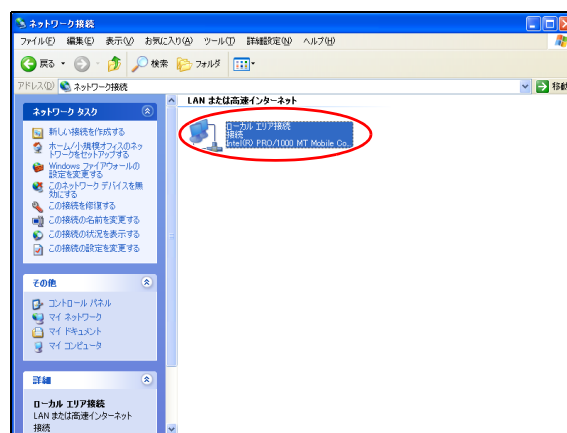 ネットワーク接続
ファイル(F) 編集(E) 表示(V) お気に入り(A) ツール(T) 詳細設定(N) ヘルプ(H)
戻る 検索 フォルダ
アドレス(D) ネットワーク接続 移動
ネットワーク タスク
新しい接続を作成する
ホーム/小規模オフィスのネッ
トワークをセットアップする
Windows ファイアウォールの
設定を変更する
このネットワーク デバイスを無
効にする
この接続を修復する
この接続の名前を変更する
この接続の状況を表示する
この接続の設定を変更する
その他
コントロール パネル
マイ ネットワーク
マイ ドキュメント
マイ コンピュータ
詳細
ローカル エリア接続
LAN または高速インターネット
接続
LAN または高速インターネット
ローカル エリア接続
接続
Intel(R) PRO/1000 MT Mobile Co...